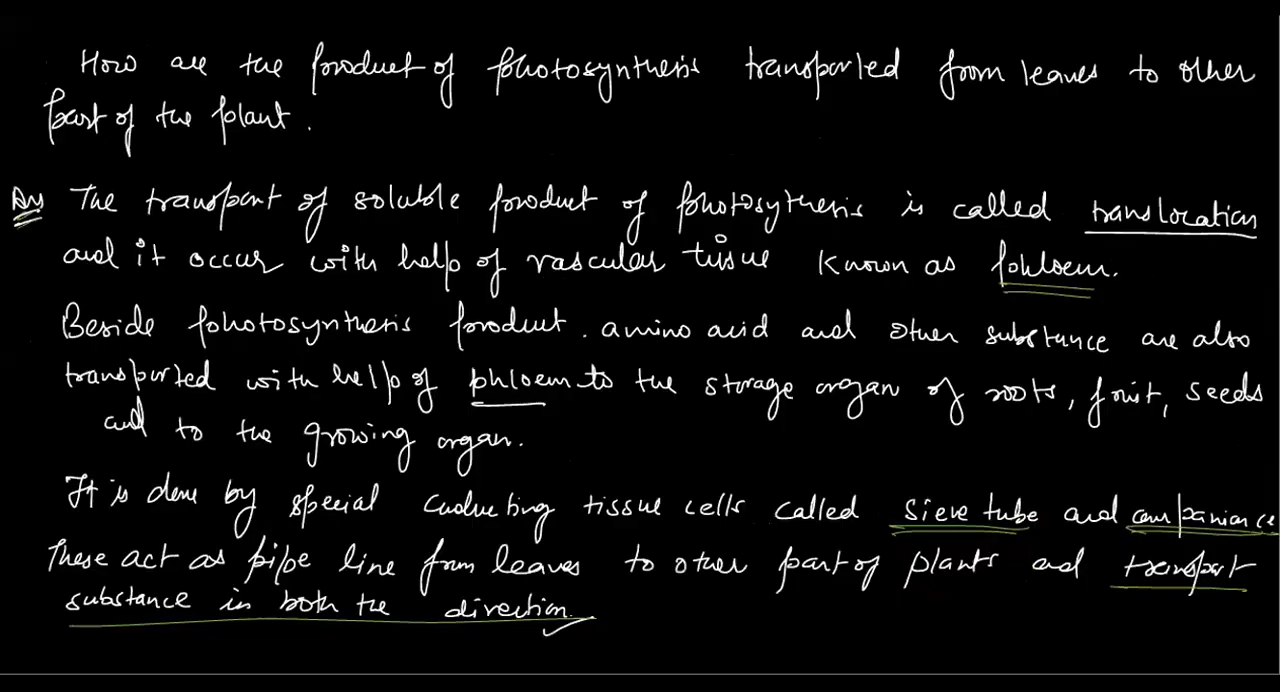 How are the product of photosynthesis transported from leaves to other
part of the plant.
Ans The transport of soluble product of photosythesis is called translocation
and it occur with help of vascular tissue known as phloem.
Beside photosynthesis product. amino acid and other substance are also
transported with help of phloem to the storage organ of roots, fruit, seeds
and to the growing organ.
It is done by special conducting tissue cells called sieve tube and companion ce
These act as pipe line from leaves to other part of plants and transport
substance in both the direction.